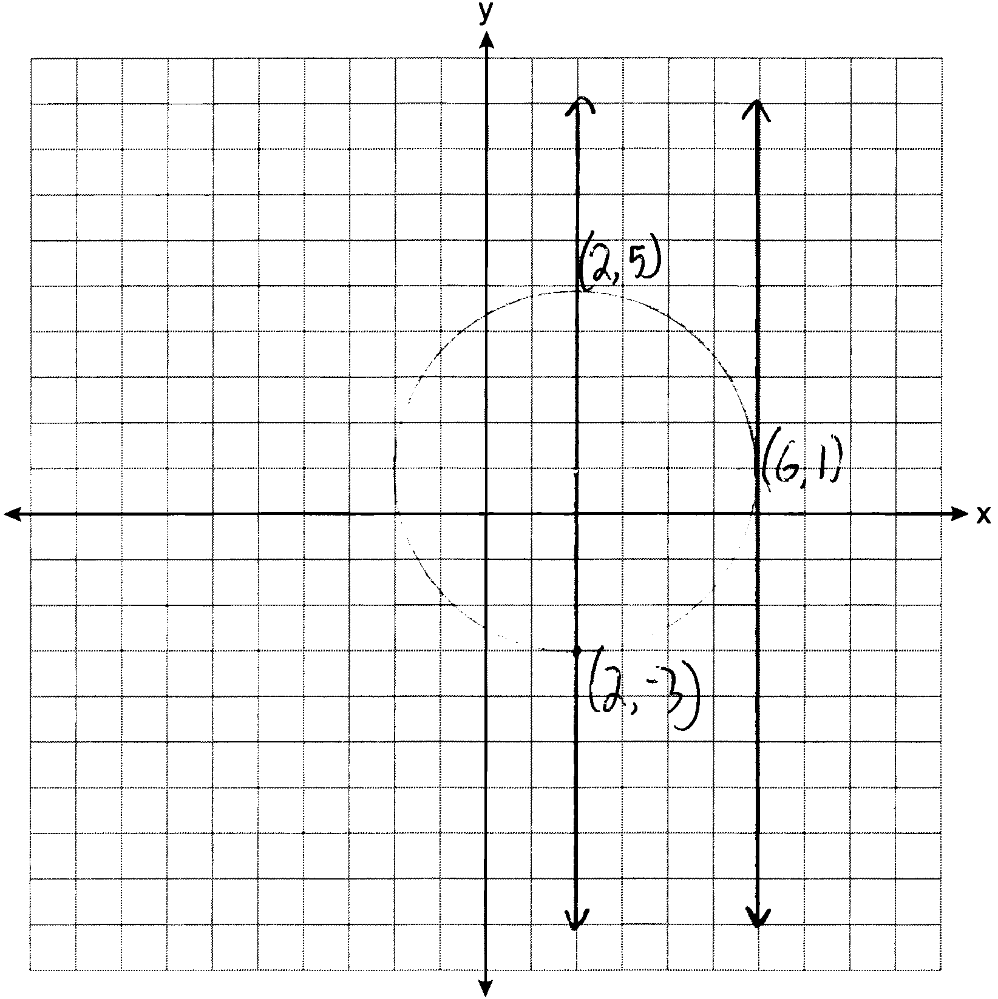 y
(2,5)
(6,1)
x
(2,-3)